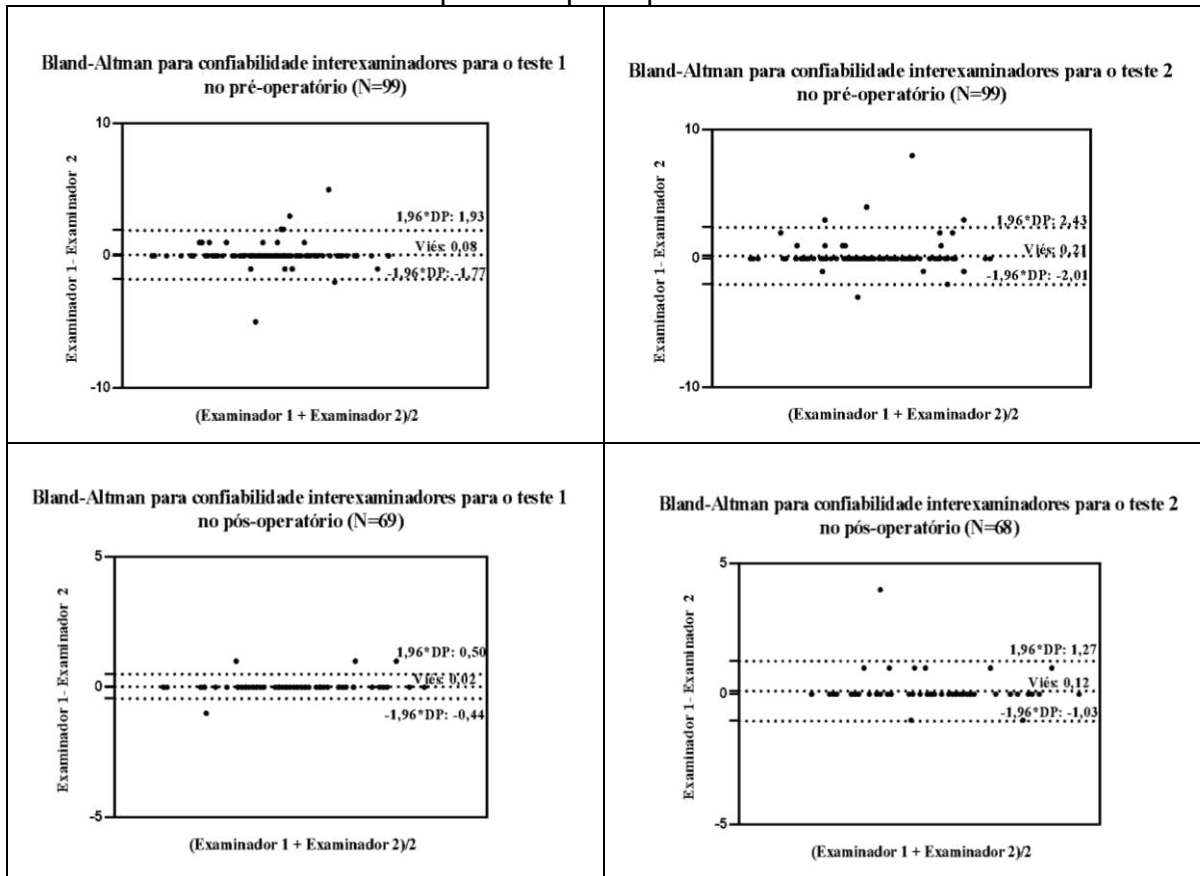 Bland-Altman para confiabilidade interexaminadores para o teste 1
no pré-operatório (N=99)
10
1,96*DP: 1,93
Viés: 0,08
0
-1,96*DP: -1,77
-10
Examinador 1- Examinador 2
(Examinador 1 + Examinador 2)/2
Bland-Altman para confiabilidade interexaminadores para o teste 2
no pré-operatório (N=99)
10
1,96*DP: 2,43
Viés: 0,21
0
-1,96*DP: -2,01
-10
Examinador 1- Examinador 2
(Examinador 1 + Examinador 2)/2
Bland-Altman para confiabilidade interexaminadores para o teste 1
no pós-operatório (N=69)
5
1,96*DP: 0,50
Viés: 0,02
0
-1,96*DP: -0,44
-5
Examinador 1- Examinador 2
(Examinador 1 + Examinador 2)/2
Bland-Altman para confiabilidade interexaminadores para o teste 2
no pós-operatório (N=68)
5
1,96*DP: 1,27
Viés: 0,12
0
-1,96*DP: -1,03
-5
Examinador 1- Examinador 2
(Examinador 1 + Examinador 2)/2